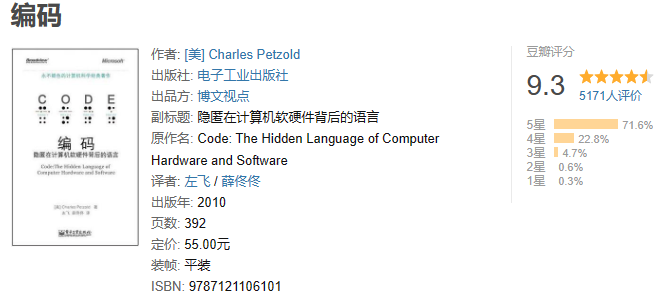 编码
Broadview
Microsoft
永不褪色的计算机科学经典著作
CODE
编 码
隐匿在计算机软硬件背后的语言
Code:The Hidden Language of
Computer Hardware and Software
[美] Charles Petzold 著
左飞 薛佟佟 译
电子工业出版社
作者: [美] Charles Petzold
出版社: 电子工业出版社
出品方: 博文视点
副标题: 隐匿在计算机软硬件背后的语言
原作名: Code: The Hidden Language of Computer
Hardware and Software
译者: 左飞 / 薛佟佟
出版年: 2010
页数: 392
定价: 55.00元
装帧: 平装
ISBN: 9787121106101
豆瓣评分
9.3
5171人评价
5星 71.6%
4星 22.8%
3星 4.7%
2星 0.6%
1星 0.3%